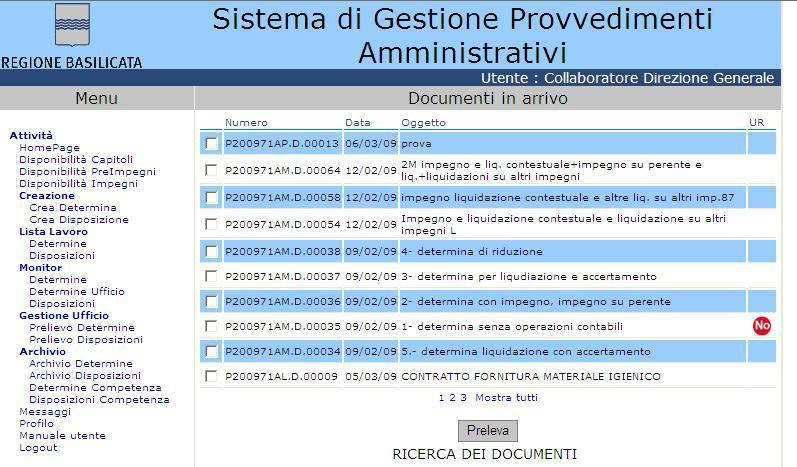 Sistema di Gestione Provvedimenti
Amministrativi
REGIONE BASILICATA
Utente : Collaboratore Direzione Generale
Menu
Documenti in arrivo
Attività
HomePage
Disponibilità Capitoli
Disponibilità PreImpegni
Disponibilità Impegni
Creazione
Crea Determina
Crea Disposizione
Lista Lavoro
Determine
Disposizioni
Monitor
Determine
Determine Ufficio
Disposizioni
Gestione Ufficio
Prelievo Determine
Prelievo Disposizioni
Archivio
Archivio Determine
Archivio Disposizioni
Determine Competenza
Disposizioni Competenza
Messaggi
Profilo
Manuale utente
Logout
Numero Data Oggetto UR
P200971AP.D.00013 06/03/09 prova
P200971AM.D.00064 12/02/09 2M impegno e liq. contestuale+impegno su perente e
liq.+liquidazioni su altri impegni
P200971AM.D.00058 12/02/09 impegno liquidazione contestuale e altre liq. su altri imp.87
P200971AM.D.00054 12/02/09 Impegno e liquidazione contestuale e liquidazione su altri
impegni L
P200971AM.D.00038 09/02/09 4- determina di riduzione
P200971AM.D.00037 09/02/09 3- determina per liqudiazione e accertamento
P200971AM.D.00036 09/02/09 2- determina con impegno, impegno su perente
P200971AM.D.00035 09/02/09 1- determina senza operazioni contabili No
P200971AM.D.00034 09/02/09 5.- determina liquidazione con accertamento
P200971AL.D.00009 05/03/09 CONTRATTO FORNITURA MATERIALE IGIENICO
1 2 3 Mostra tutti
Preleva
RICERCA DEI DOCUMENTI